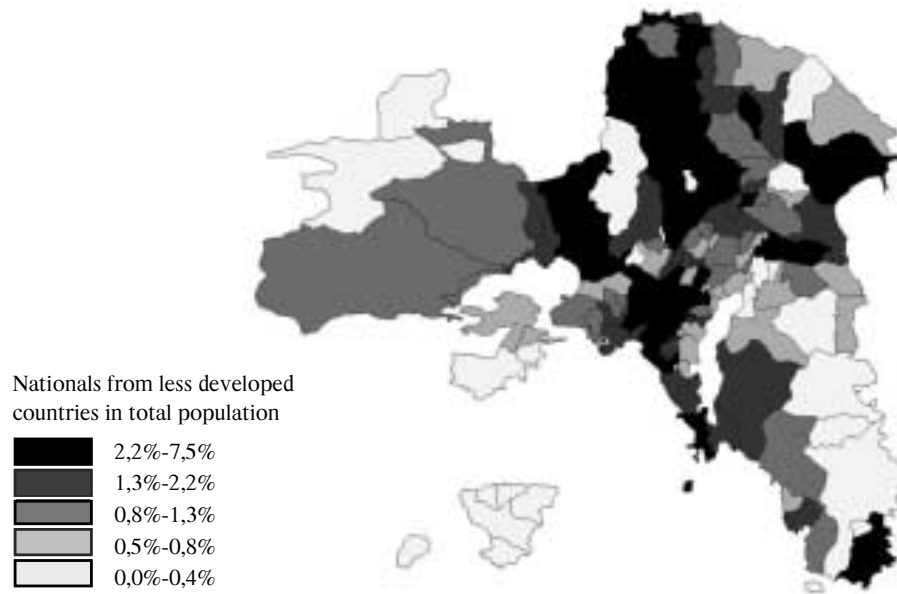 Nationals from less developed
countries in total population
2,2%-7,5%
1,3%-2,2%
0,8%-1,3%
0,5%-0,8%
0,0%-0,4%